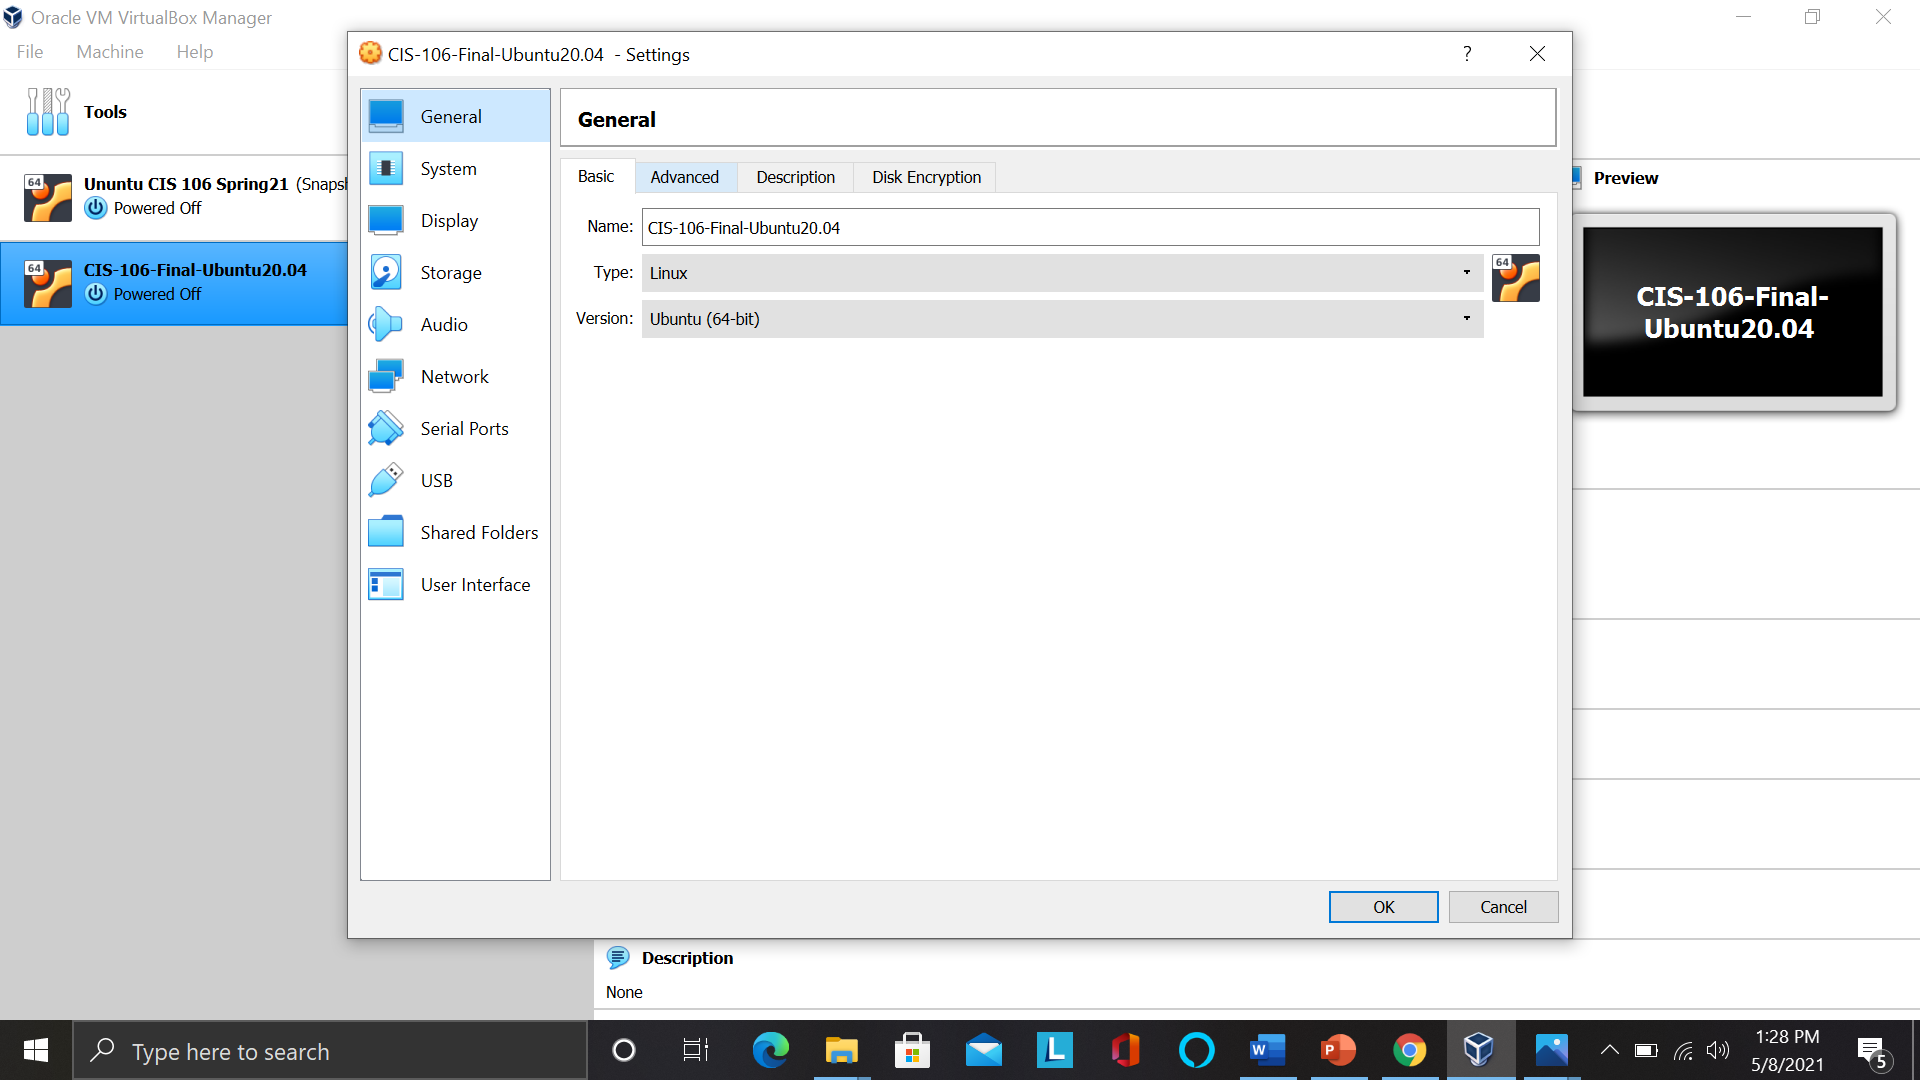 Oracle VM VirtualBox Manager
File Machine Help
Tools
64
Ununtu CIS 106 Spring21 (Snaps
Powered Off
64
CIS-106-Final-Ubuntu20.04
Powered Off
CIS-106-Final-Ubuntu20.04 - Settings
?
General
System
Display
Storage
Audio
Network
Serial Ports
USB
Shared Folders
User Interface
General
Basic Advanced Description Disk Encryption
Name: CIS-106-Final-Ubuntu20.04
Type: Linux
64
Version: Ubuntu (64-bit)
OK Cancel
Preview
CIS-106-Final-
Ubuntu20.04
Description
None
Type here to search
L
W
P
1:28 PM
5/8/2021
5